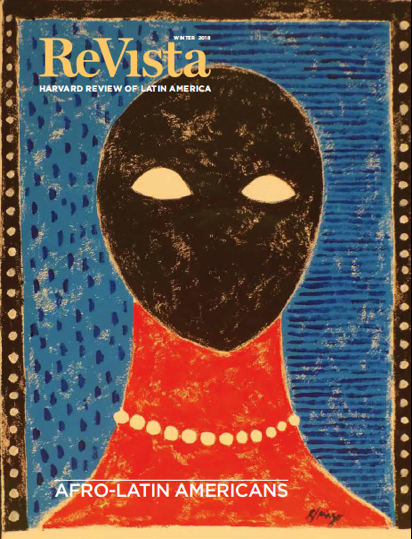 WINTER 2018
ReVista
HARVARD REVIEW OF LATIN AMERICA
AFRO-LATIN AMERICANS